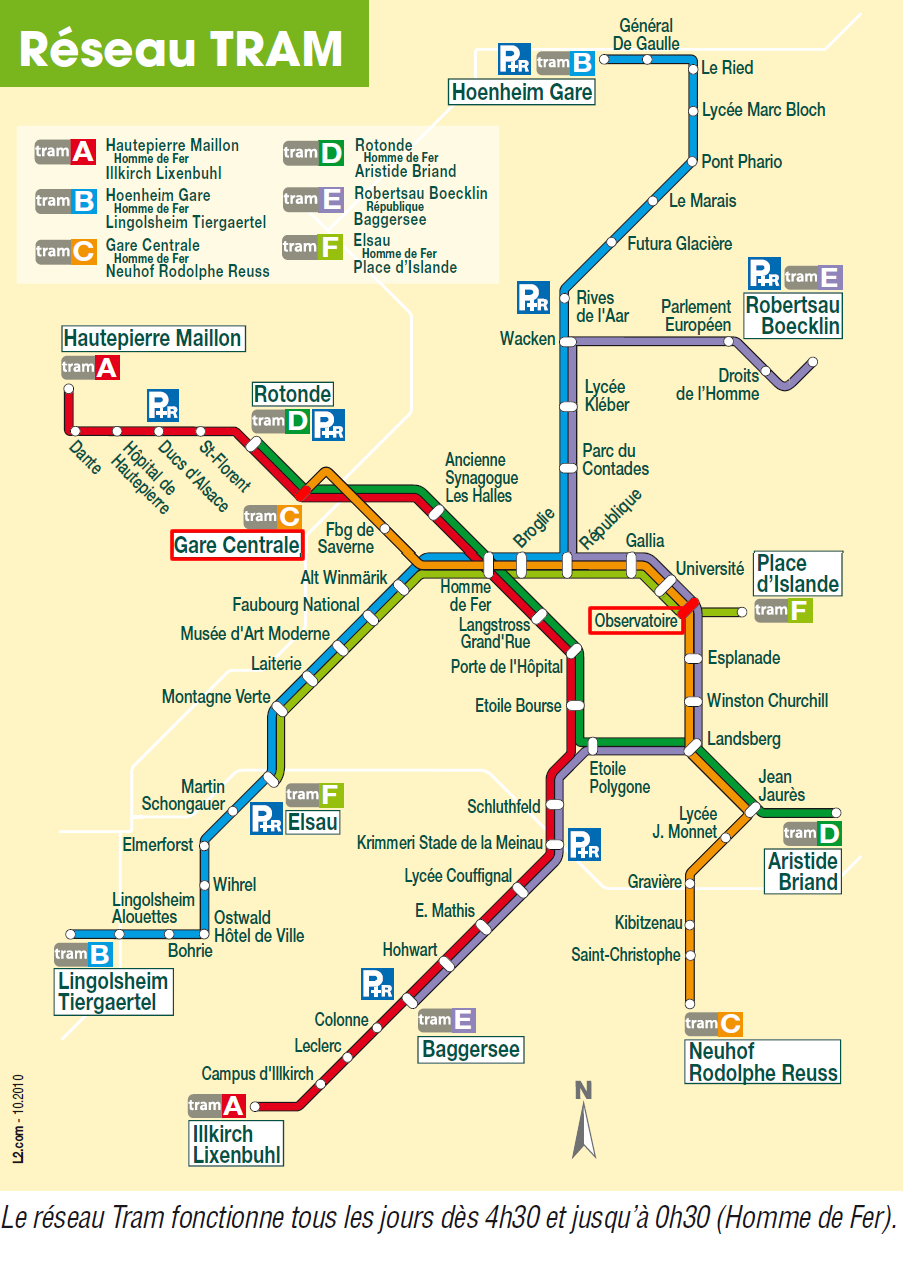 Réseau TRAM
tram A
Hautepierre Maillon
Homme de Fer
Illkirch Lixenbuhl
tram B
Hoenheim Gare
Homme de Fer
Lingolsheim Tiergaertel
tram C
Gare Centrale
Homme de Fer
Neuhof Rodolphe Reuss
tram D
Rotonde
Homme de Fer
Aristide Briand
tram E
Robertsau Boecklin
République
Baggersee
tram F
Elsau
Homme de Fer
Place d'Islande
P+R
tram B
Hoenheim Gare
Général
De Gaulle
Le Ried
Lycée Marc Bloch
Pont Phario
Le Marais
Futura Glacière
P+R
Rives
de l'Aar
Wacken
P+R
tram E
Robertsau
Boecklin
Parlement
Européen
Droits
de l'Homme
Lycée
Kléber
Parc du
Contades
Hautepierre Maillon
tram A
P+R
Dante
Hôpital de
Hautepierre
Ducs d'Alsace
St-Florent
Rotonde
tram D
P+R
tram C
Gare Centrale
Fbg de
Saverne
Ancienne
Synagogue
Les Halles
Broglie
République
Gallia
Université
Place
d'Islande
tram F
Observatoire
Alt Winmärik
Faubourg National
Musée d'Art Moderne
Laiterie
Montagne Verte
Homme
de Fer
Langstross
Grand'Rue
Porte de l'Hôpital
Etoile Bourse
Esplanade
Winston Churchill
Landsberg
Etoile
Polygone
Jean
Jaurès
tram D
Aristide
Briand
Lycée
J. Monnet
Gravière
Kibitzenau
Saint-Christophe
tram C
Neuhof
Rodolphe Reuss
Martin
Schongauer
P+R
tram F
Elsau
Elmerforst
Wihrel
Ostwald
Hôtel de Ville
Lingolsheim
Alouettes
Bohrie
tram B
Lingolsheim
Tiergaertel
Schluthfeld
Krimmeri Stade de la Meinau
P+R
Lycée Couffignal
E. Mathis
Hohwart
P+R
tram E
Baggersee
Colonne
Leclerc
Campus d'Illkirch
tram A
Illkirch
Lixenbuhl
N
L2.com - 10.2010
Le réseau Tram fonctionne tous les jours dès 4h30 et jusqu'à 0h30 (Homme de Fer).